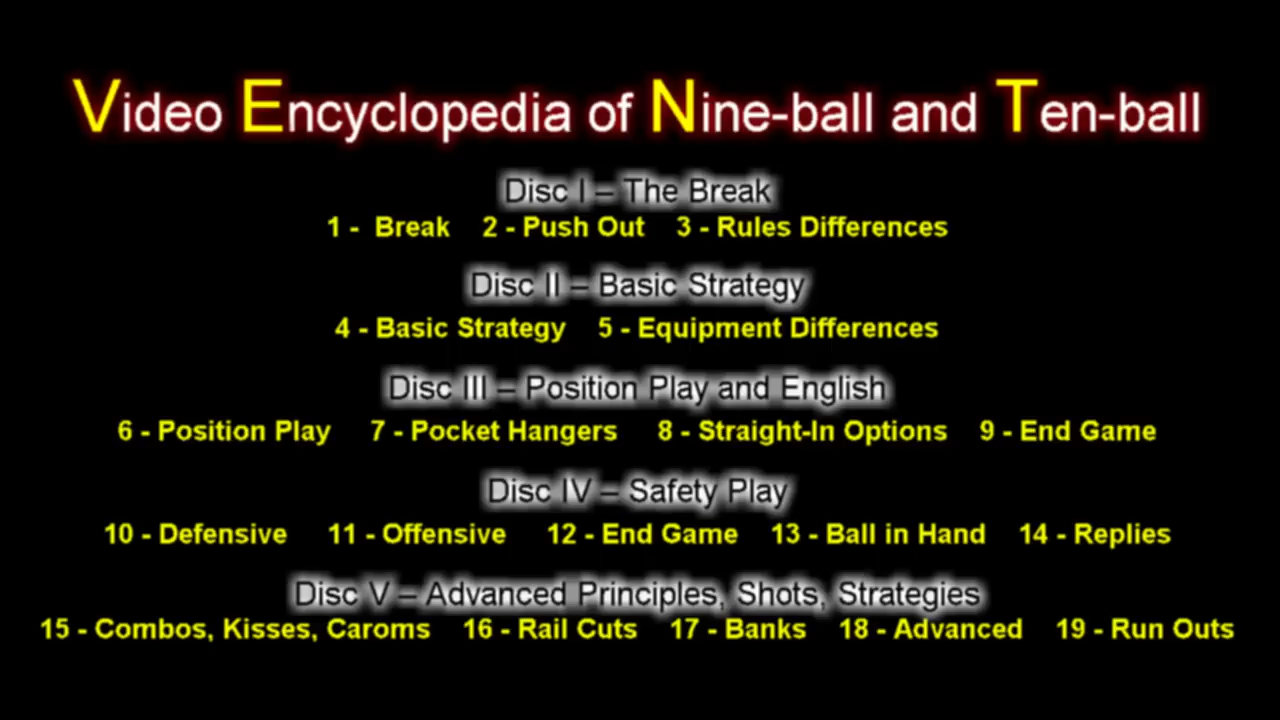 Video Encyclopedia of Nine-ball and Ten-ball
Disc I – The Break
1 - Break 2 - Push Out 3 - Rules Differences
Disc II – Basic Strategy
4 - Basic Strategy 5 - Equipment Differences
Disc III – Position Play and English
6 - Position Play 7 - Pocket Hangers 8 - Straight-In Options 9 - End Game
Disc IV – Safety Play
10 - Defensive 11 - Offensive 12 - End Game 13 - Ball in Hand 14 - Replies
Disc V – Advanced Principles, Shots, Strategies
15 - Combos, Kisses, Caroms 16 - Rail Cuts 17 - Banks 18 - Advanced 19 - Run Outs